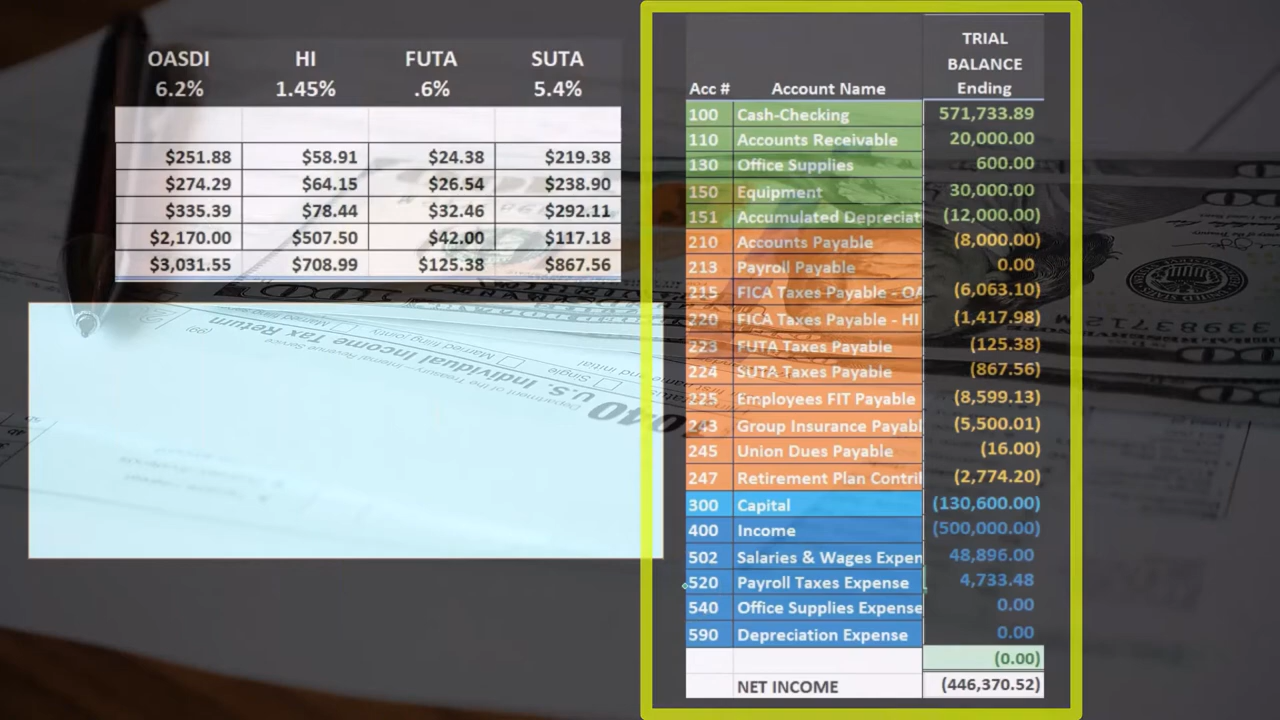 OASDI HI FUTA SUTA
6.2% 1.45% .6% 5.4%
$251.88 $58.91 $24.38 $219.38
$274.29 $64.15 $26.54 $238.90
$335.39 $78.44 $32.46 $292.11
$2,170.00 $507.50 $42.00 $117.18
$3,031.55 $708.99 $125.38 $867.56
U.S. Individual Income Tax Return
1040
TRIAL
BALANCE
Acc # Account Name Ending
100 Cash-Checking 571,733.89
110 Accounts Receivable 20,000.00
130 Office Supplies 600.00
150 Equipment 30,000.00
151 Accumulated Depreciat (12,000.00)
210 Accounts Payable (8,000.00)
213 Payroll Payable 0.00
215 FICA Taxes Payable - OA (6,063.10)
220 FICA Taxes Payable - HI (1,417.98)
223 FUTA Taxes Payable (125.38)
224 SUTA Taxes Payable (867.56)
225 Employees FIT Payable (8,599.13)
243 Group Insurance Payabl (5,500.01)
245 Union Dues Payable (16.00)
247 Retirement Plan Contril (2,774.20)
300 Capital (130,600.00)
400 Income (500,000.00)
502 Salaries & Wages Expen 48,896.00
520 Payroll Taxes Expense 4,733.48
540 Office Supplies Expense 0.00
590 Depreciation Expense 0.00
(0.00)
NET INCOME (446,370.52)